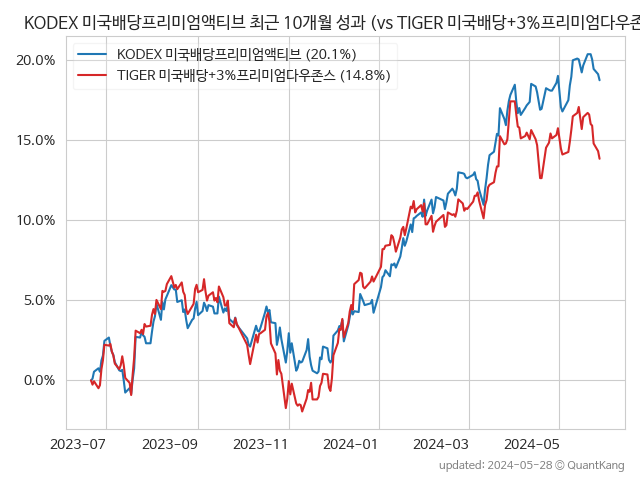 KODEX 미국배당프리미엄액티브 최근 10개월 성과 (vs TIGER 미국배당+3%프리미엄다우존
KODEX 미국배당프리미엄액티브 (20.1%)
TIGER 미국배당+3%프리미엄다우존스 (14.8%)
20.0%
15.0%
10.0%
5.0%
0.0%
2023-07 2023-09 2023-11 2024-01 2024-03 2024-05
updated: 2024-05-28 © QuantKang